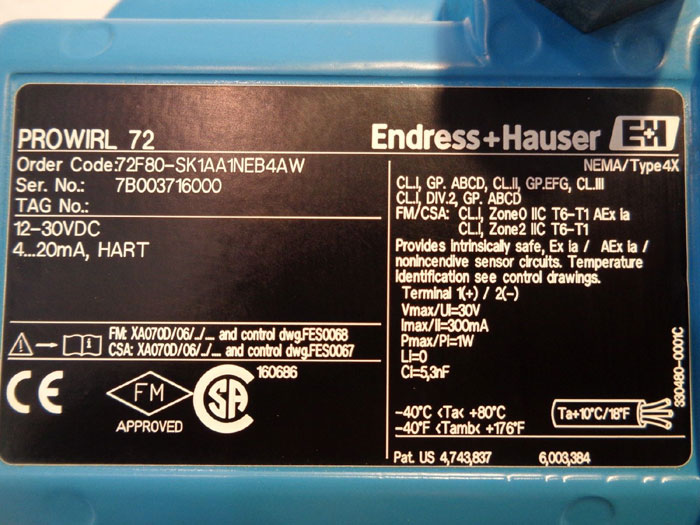 PROWIRL 72
Endress+Hauser E+H
Order Code:72F80-SK1AA1NEB4AW
Ser. No.: 7B003716000
TAG No.:
12-30VDC
4...20mA, HART
NEMA/Type4X
CL.I, GP. ABCD, CL.II, GP.EFG, CL.III
CL.I, DIV.2, GP. ABCD
FM/CSA: CL.I, Zone0 IIC T6-T1 AEx ia
CL.I, Zone2 IIC T6-T1
Provides intrinsically safe, Ex ia / AEx ia /
nonincendive sensor circuits. Temperature
identification see control drawings.
Terminal 1(+) / 2(-)
Vmax/Ui=30V
Imax/Ii=300mA
Pmax/Pi=1W
Li=0
Ci=5,3nF
FM: XA070D/06/../.. and control dwg.FES0068
CSA: XA070D/06/../.. and control dwg.FES0067
i
CE
FM
APPROVED
CSA
160686
-40°C <Ta< +80°C
-40°F <Tamb< +176°F
Ta+10°C/18°F
330480-0001C
Pat. US 4,743,837 6,003,384